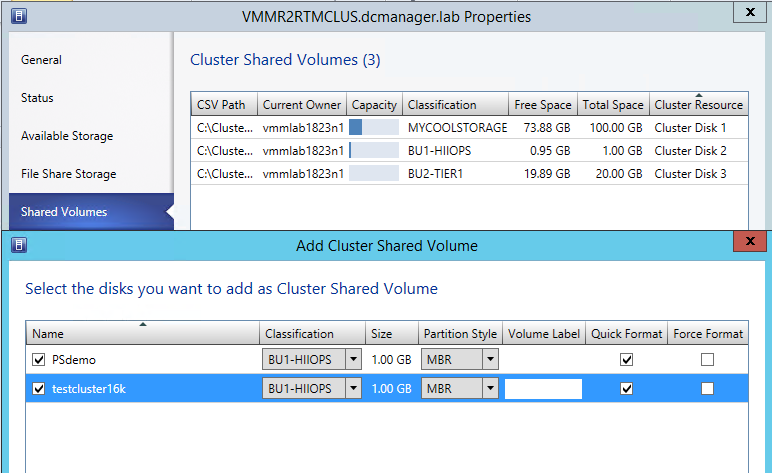 VMMR2RTMCLUS.dcmanager.lab Properties
x
General
Status
Available Storage
File Share Storage
Shared Volumes
Cluster Shared Volumes (3)
CSV Path Current Owner Capacity Classification Free Space Total Space Cluster Resource
C:\Cluste... vmmlab1823n1 MYCOOLSTORAGE 73.88 GB 100.00 GB Cluster Disk 1
C:\Cluste... vmmlab1823n1 BU1-HIIOPS 0.95 GB 1.00 GB Cluster Disk 2
C:\Cluste... vmmlab1823n1 BU2-TIER1 19.89 GB 20.00 GB Cluster Disk 3
Add Cluster Shared Volume
x
Select the disks you want to add as Cluster Shared Volume
Name Classification Size Partition Style Volume Label Quick Format Force Format
PSdemo BU1-HIIOPS 1.00 GB MBR
testcluster16k BU1-HIIOPS 1.00 GB MBR